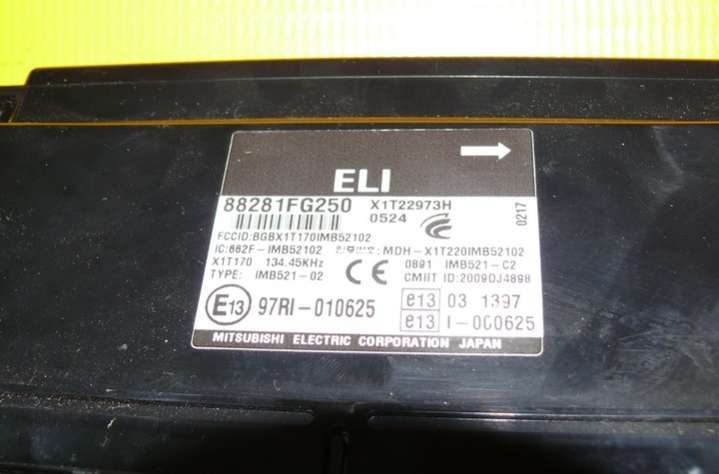 ELI
88281FG250 X1T22973H
0524
0217
FCCID:BGBX1T170IMB52102
IC:882F-IMB52102 :MDH-X1T220IMB52102
X1T170 134.45KHz CE 0891 IMB521-C2
TYPE: IMB521-02 CMIIT ID:2009DJ4898
E13 97RI-010625 e13 03 1397
e13 I-000625
MITSUBISHI ELECTRIC CORPORATION JAPAN